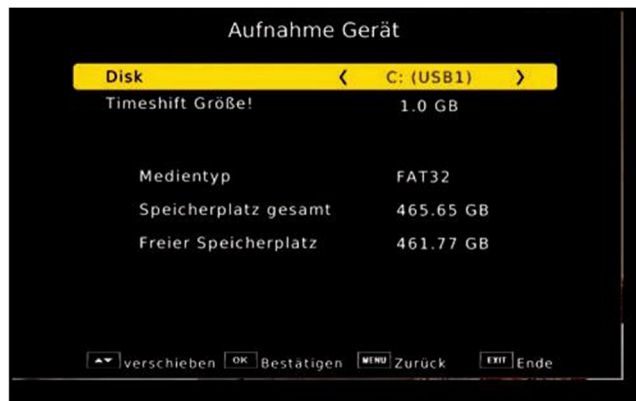 Aufnahme Gerät
Disk ‹ C: (USB1) ›
Timeshift Größe! 1.0 GB
Medientyp FAT32
Speicherplatz gesamt 465.65 GB
Freier Speicherplatz 461.77 GB
verschieben OK Bestätigen MENU Zurück EXIT Ende